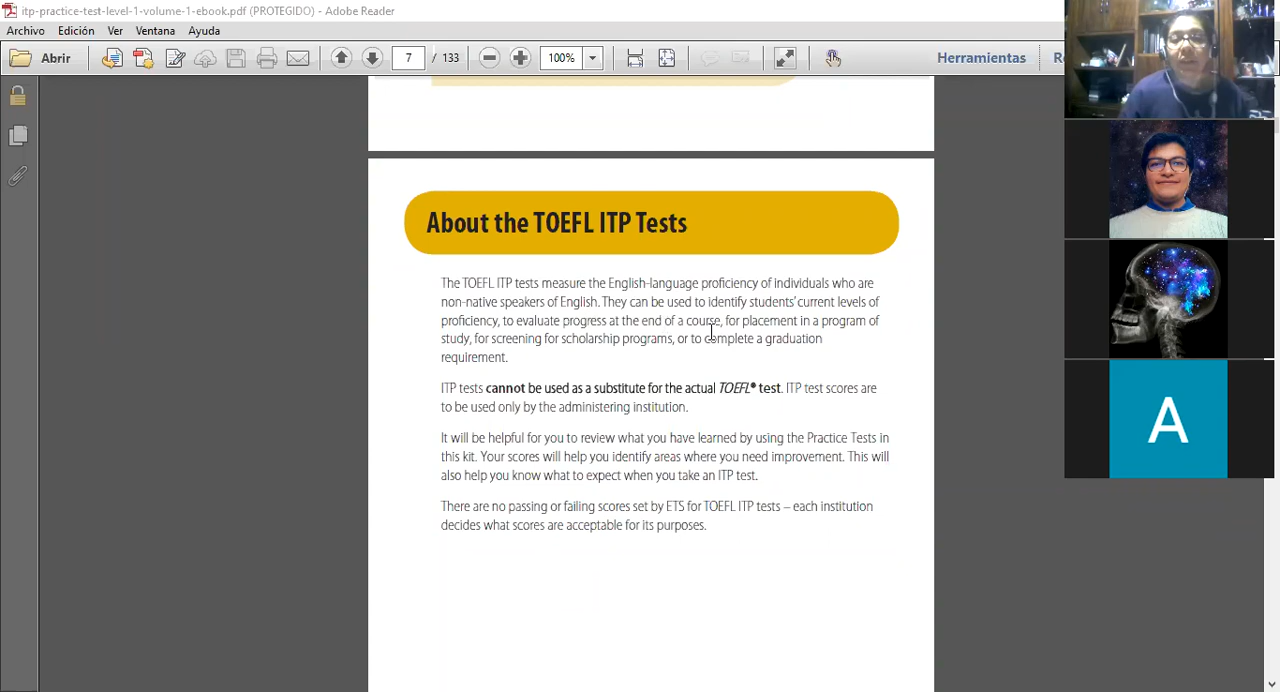 itp-practice-test-level-1-volume-1-ebook.pdf (PROTEGIDO) - Adobe Reader
Archivo Edición Ver Ventana Ayuda
Abrir 7 / 133 100% Herramientas
About the TOEFL ITP Tests
The TOEFL ITP tests measure the English-language proficiency of individuals who are
non-native speakers of English. They can be used to identify students' current levels of
proficiency, to evaluate progress at the end of a course, for placement in a program of
study, for screening for scholarship programs, or to complete a graduation
requirement.
ITP tests cannot be used as a substitute for the actual TOEFL® test. ITP test scores are
to be used only by the administering institution.
It will be helpful for you to review what you have learned by using the Practice Tests in
this kit. Your scores will help you identify areas where you need improvement. This will
also help you know what to expect when you take an ITP test.
There are no passing or failing scores set by ETS for TOEFL ITP tests – each institution
decides what scores are acceptable for its purposes.
A